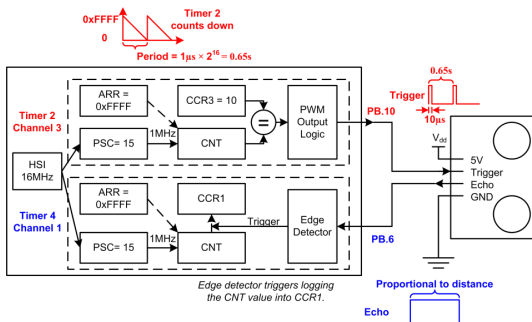 0xFFFF
0
Timer 2
counts down
Period = 1µs × 2¹⁶ = 0.65s
Timer 2
Channel 3
ARR =
0xFFFF
CCR3 = 10
=
PWM
Output
Logic
PSC= 15
1MHz
CNT
HSI
16MHz
Timer 4
Channel 1
ARR =
0xFFFF
CCR1
Trigger
Edge
Detector
PSC= 15
1MHz
CNT
PB.10
PB.6
0.65s
Trigger
10µs
Vdd
5V
Trigger
Echo
GND
Edge detector triggers logging
the CNT value into CCR1.
Proportional to distance
Echo